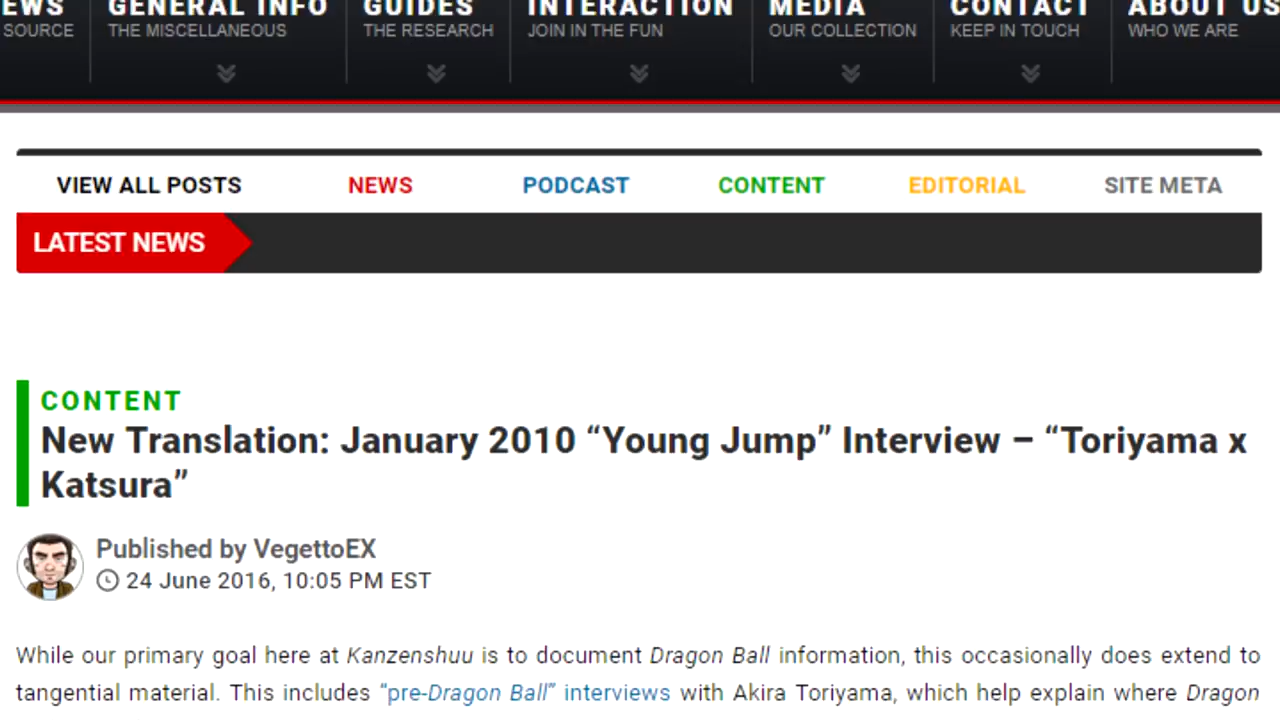 EWS GENERAL INFO GUIDES INTERACTION MEDIA CONTACT ABOUT US
SOURCE THE MISCELLANEOUS THE RESEARCH JOIN IN THE FUN OUR COLLECTION KEEP IN TOUCH WHO WE ARE
VIEW ALL POSTS NEWS PODCAST CONTENT EDITORIAL SITE META
LATEST NEWS
CONTENT
New Translation: January 2010 “Young Jump” Interview – “Toriyama x
Katsura”
Published by VegettoEX
24 June 2016, 10:05 PM EST
While our primary goal here at Kanzenshuu is to document Dragon Ball information, this occasionally does extend to
tangential material. This includes “pre-Dragon Ball” interviews with Akira Toriyama, which help explain where Dragon